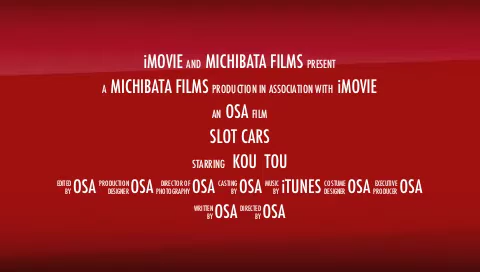 iMOVIE AND MICHIBATA FILMS PRESENT
A MICHIBATA FILMS PRODUCTION IN ASSOCIATION WITH iMOVIE
AN OSA FILM
SLOT CARS
STARRING KOU TOU
EDITED BY OSA PRODUCTION DESIGNER OSA DIRECTOR OF PHOTOGRAPHY OSA CASTING BY OSA MUSIC BY iTUNES COSTUME DESIGNER OSA EXECUTIVE PRODUCER OSA
WRITTEN BY OSA DIRECTED BY OSA